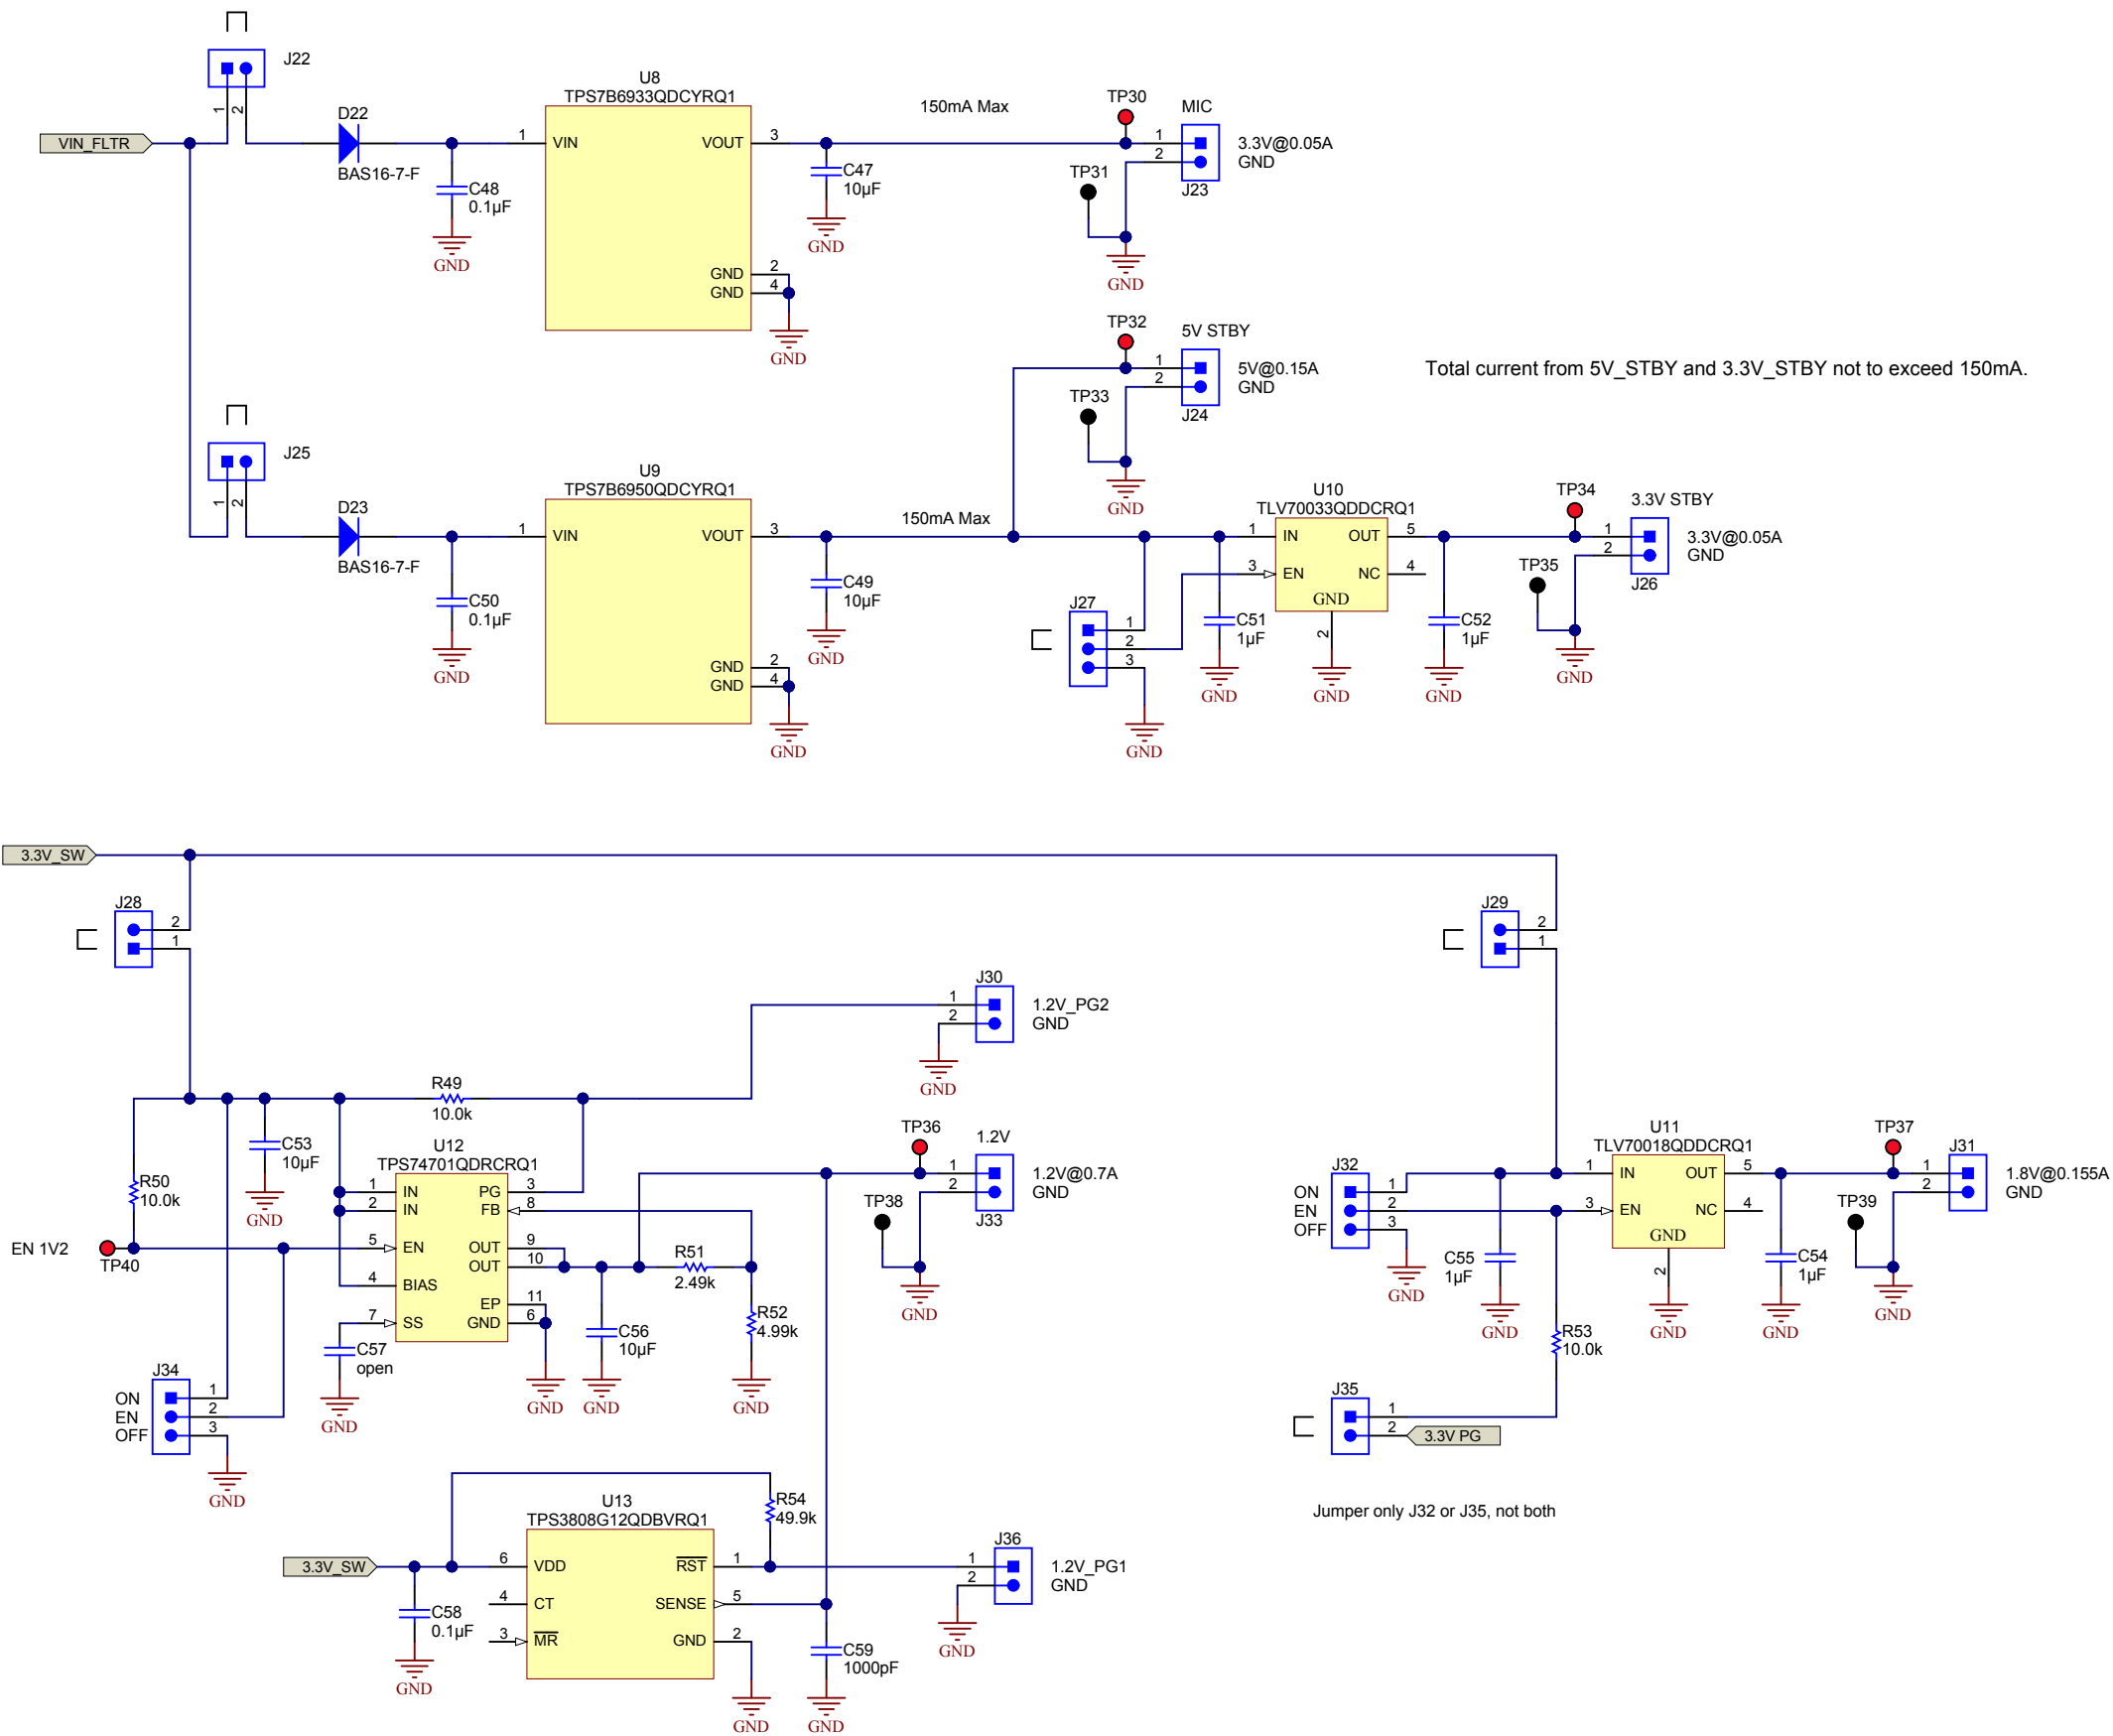 J22
1
2
VIN_FLTR
D22
BAS16-7-F
C48
0.1µF
GND
U8
TPS7B6933QDCYRQ1
1
VIN
VOUT
3
GND
2
GND
4
GND
C47
10µF
GND
150mA Max
TP30
MIC
1
2
3.3V@0.05A
GND
J23
TP31
GND
J25
1
2
D23
BAS16-7-F
C50
0.1µF
GND
U9
TPS7B6950QDCYRQ1
1
VIN
VOUT
3
GND
2
GND
4
GND
C49
10µF
GND
150mA Max
TP32
5V STBY
1
2
5V@0.15A
GND
J24
TP33
GND
Total current from 5V_STBY and 3.3V_STBY not to exceed 150mA.
J27
1
2
3
GND
C51
1µF
GND
U10
TLV70033QDDCRQ1
1
IN
OUT
5
3
EN
NC
4
GND
2
GND
C52
1µF
GND
TP34
3.3V STBY
1
2
3.3V@0.05A
GND
J26
TP35
GND
3.3V_SW
J28
2
1
J29
2
1
J30
1
2
1.2V_PG2
GND
GND
R49
10.0k
R50
10.0k
C53
10µF
GND
EN 1V2
TP40
U12
TPS74701QDRCRQ1
1
IN
2
IN
5
EN
4
BIAS
7
SS
PG
3
FB
8
OUT
9
OUT
10
EP
11
GND
6
GND
C57
open
GND
C56
10µF
GND
R51
2.49k
R52
4.99k
GND
TP36
1.2V
1
2
1.2V@0.7A
GND
J33
TP38
GND
J34
ON
EN
OFF
1
2
3
GND
J32
ON
EN
OFF
1
2
3
GND
C55
1µF
GND
U11
TLV70018QDDCRQ1
1
IN
OUT
5
3
EN
NC
4
GND
2
GND
C54
1µF
GND
TP37
J31
1
2
1.8V@0.155A
GND
TP39
GND
R53
10.0k
J35
1
2
3.3V PG
Jumper only J32 or J35, not both
3.3V_SW
C58
0.1µF
GND
U13
TPS3808G12QDBVRQ1
6
VDD
4
CT
3
MR
RST
1
SENSE
5
GND
2
GND
R54
49.9k
C59
1000pF
GND
J36
1
2
1.2V_PG1
GND
GND